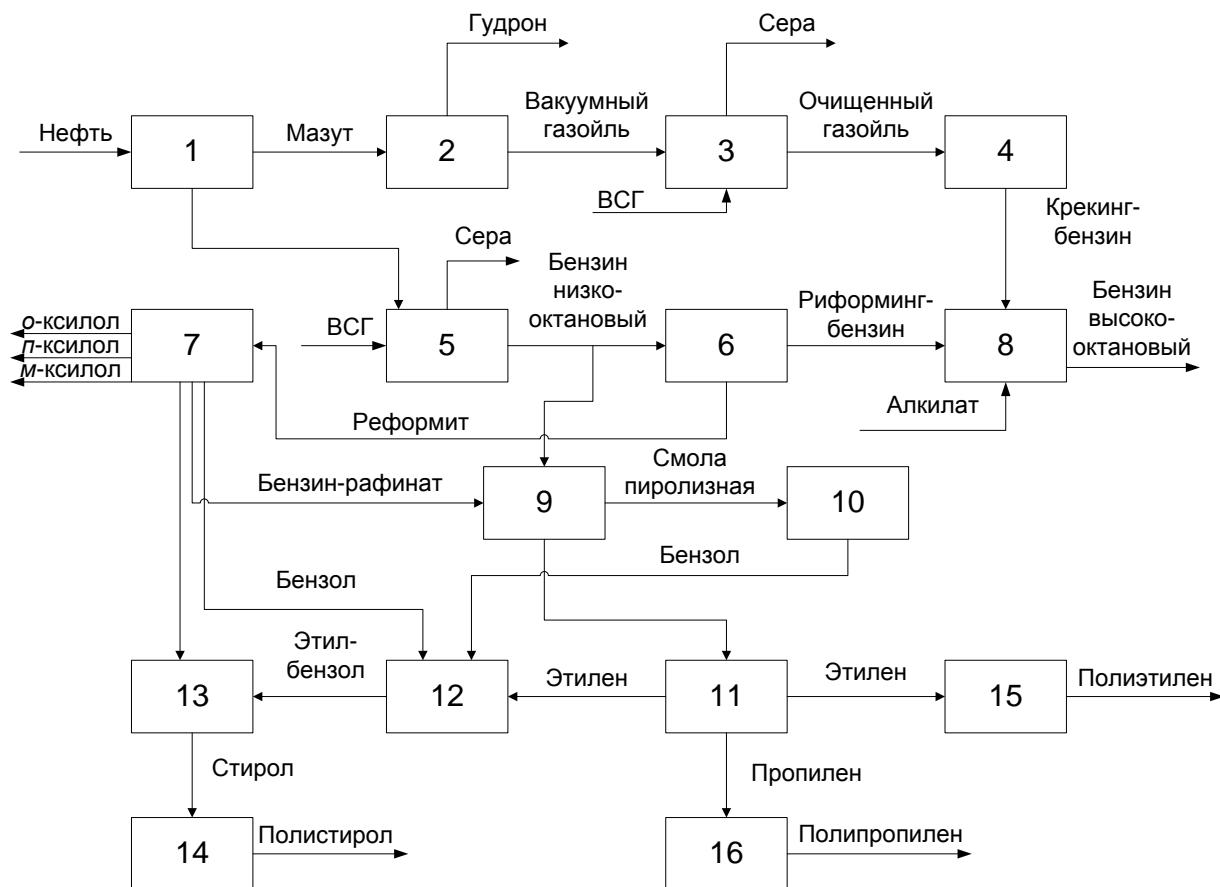 Гудрон
Сера
Нефть
1
Мазут
2
Вакуумный
газойль
3
Очищенный
газойль
4
ВСГ
Крекинг-
бензин
Сера
Бензин
низко-
октановый
Риформинг-
бензин
Бензин
высоко-
октановый
о-ксилол
п-ксилол
м-ксилол
7
ВСГ
5
6
8
Реформит
Алкилат
Бензин-рафинат
9
Смола
пиролизная
10
Бензол
Бензол
13
Этил-
бензол
12
Этилен
11
Этилен
15
Полиэтилен
Стирол
Пропилен
14
Полистирол
16
Полипропилен